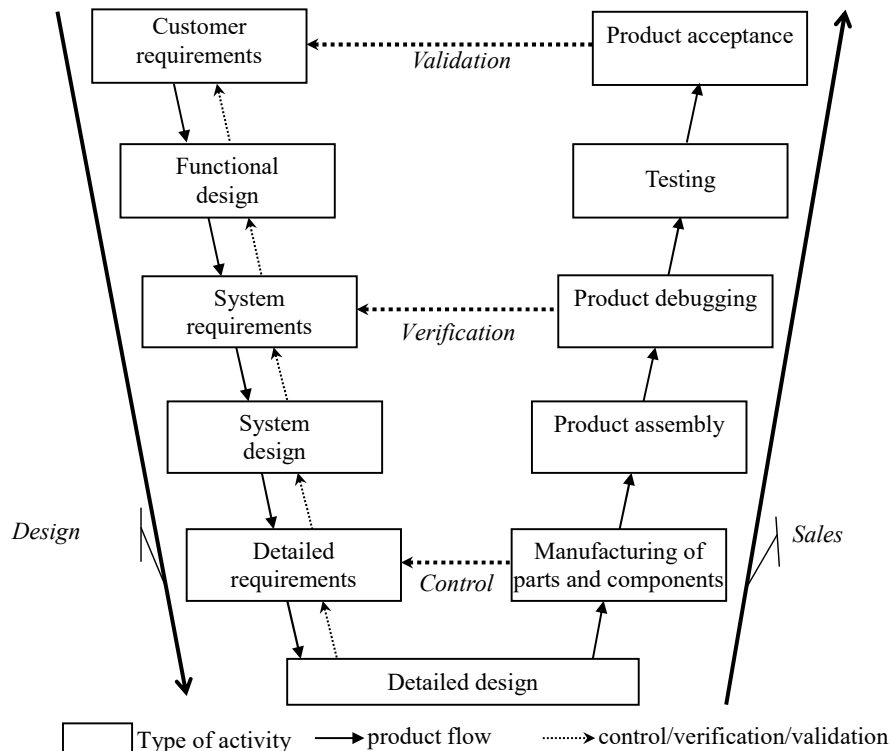 Customer
requirements
Product acceptance
Validation
Functional
design
Testing
System
requirements
Product debugging
Verification
System
design
Product assembly
Design
Sales
Detailed
requirements
Manufacturing of
parts and components
Control
Detailed design
Type of activity
product flow
control/verification/validation